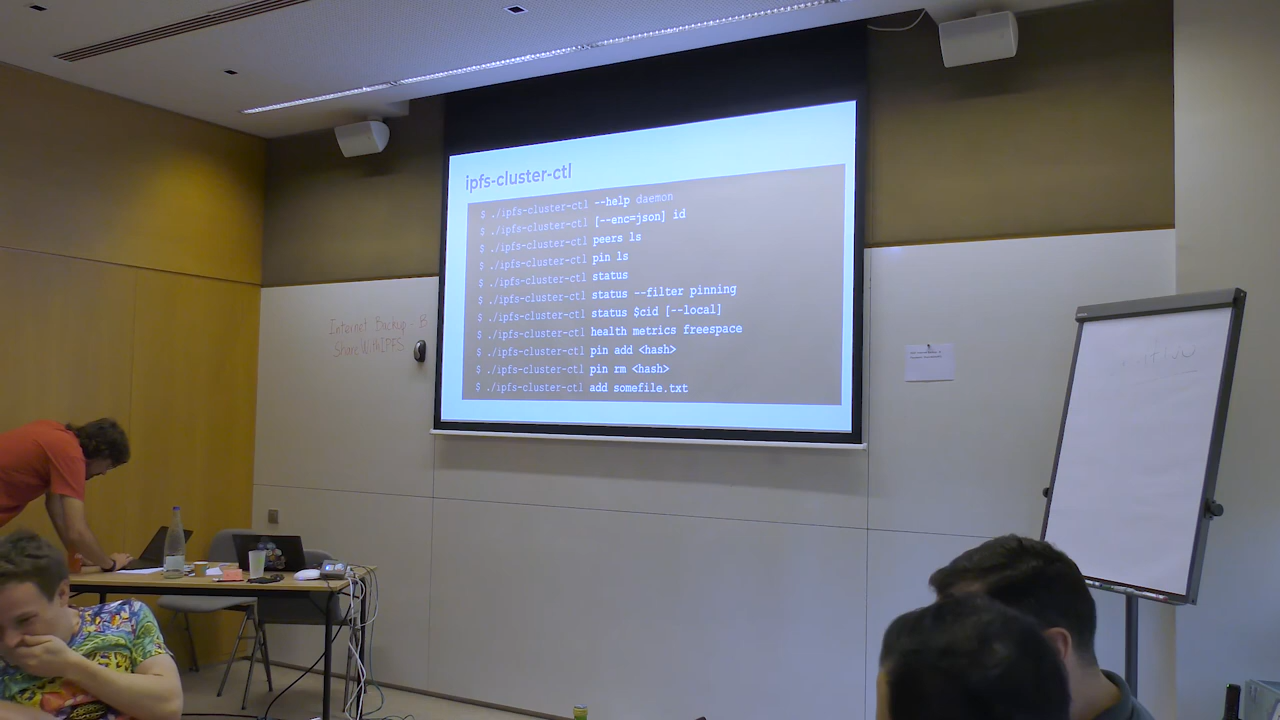 ipfs-cluster-ctl
$ ./ipfs-cluster-ctl --help daemon
$ ./ipfs-cluster-ctl [--enc=json] id
$ ./ipfs-cluster-ctl peers ls
$ ./ipfs-cluster-ctl pin ls
$ ./ipfs-cluster-ctl status
$ ./ipfs-cluster-ctl status --filter pinning
$ ./ipfs-cluster-ctl status $cid [--local]
$ ./ipfs-cluster-ctl health metrics freespace
$ ./ipfs-cluster-ctl pin add <hash>
$ ./ipfs-cluster-ctl pin rm <hash>
$ ./ipfs-cluster-ctl add somefile.txt
Internet Backup - B
Share WithIPFS